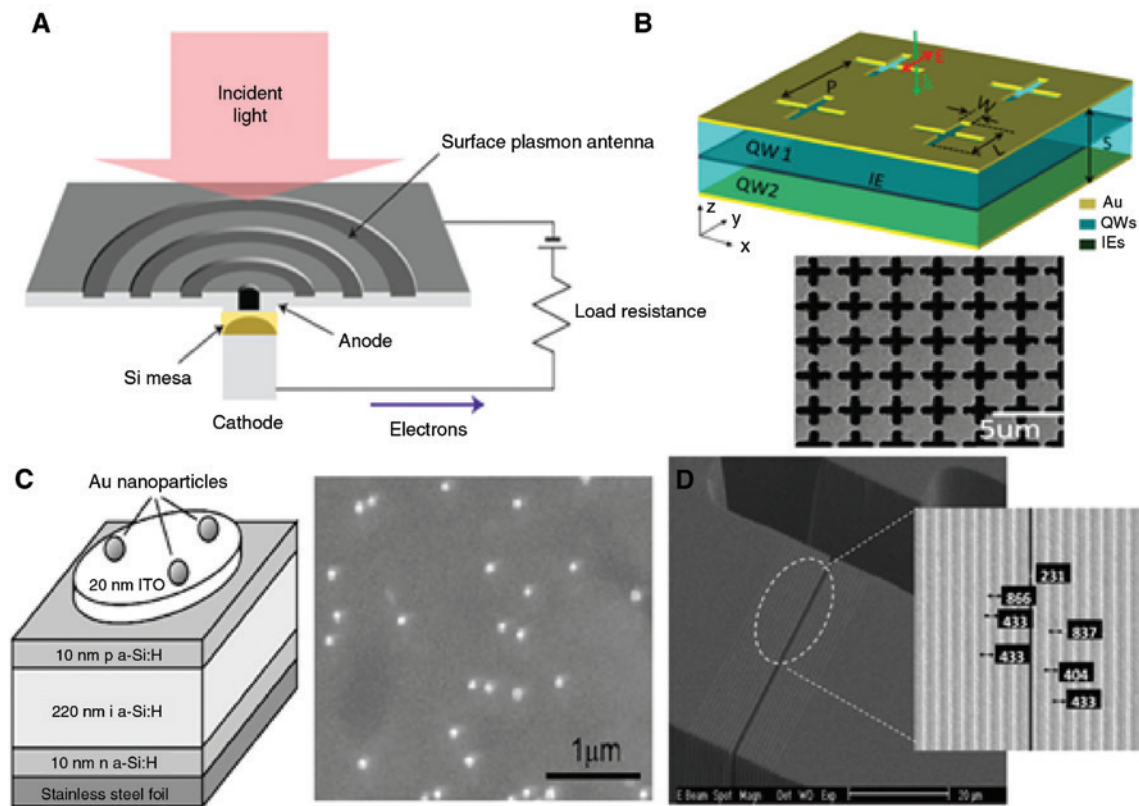 A
Incident
light
Surface plasmon antenna
Load resistance
Anode
Si mesa
Cathode
Electrons
B
E
k
P
W
L
S
QW1
IE
QW2
z
y
x
Au
QWs
IEs
5um
C
Au nanoparticles
20 nm ITO
10 nm p a-Si:H
220 nm i a-Si:H
10 nm n a-Si:H
Stainless steel foil
1μm
D
231
866
433
837
433
404
433
E Beam Spot Magn Det WD Exp 20 μm